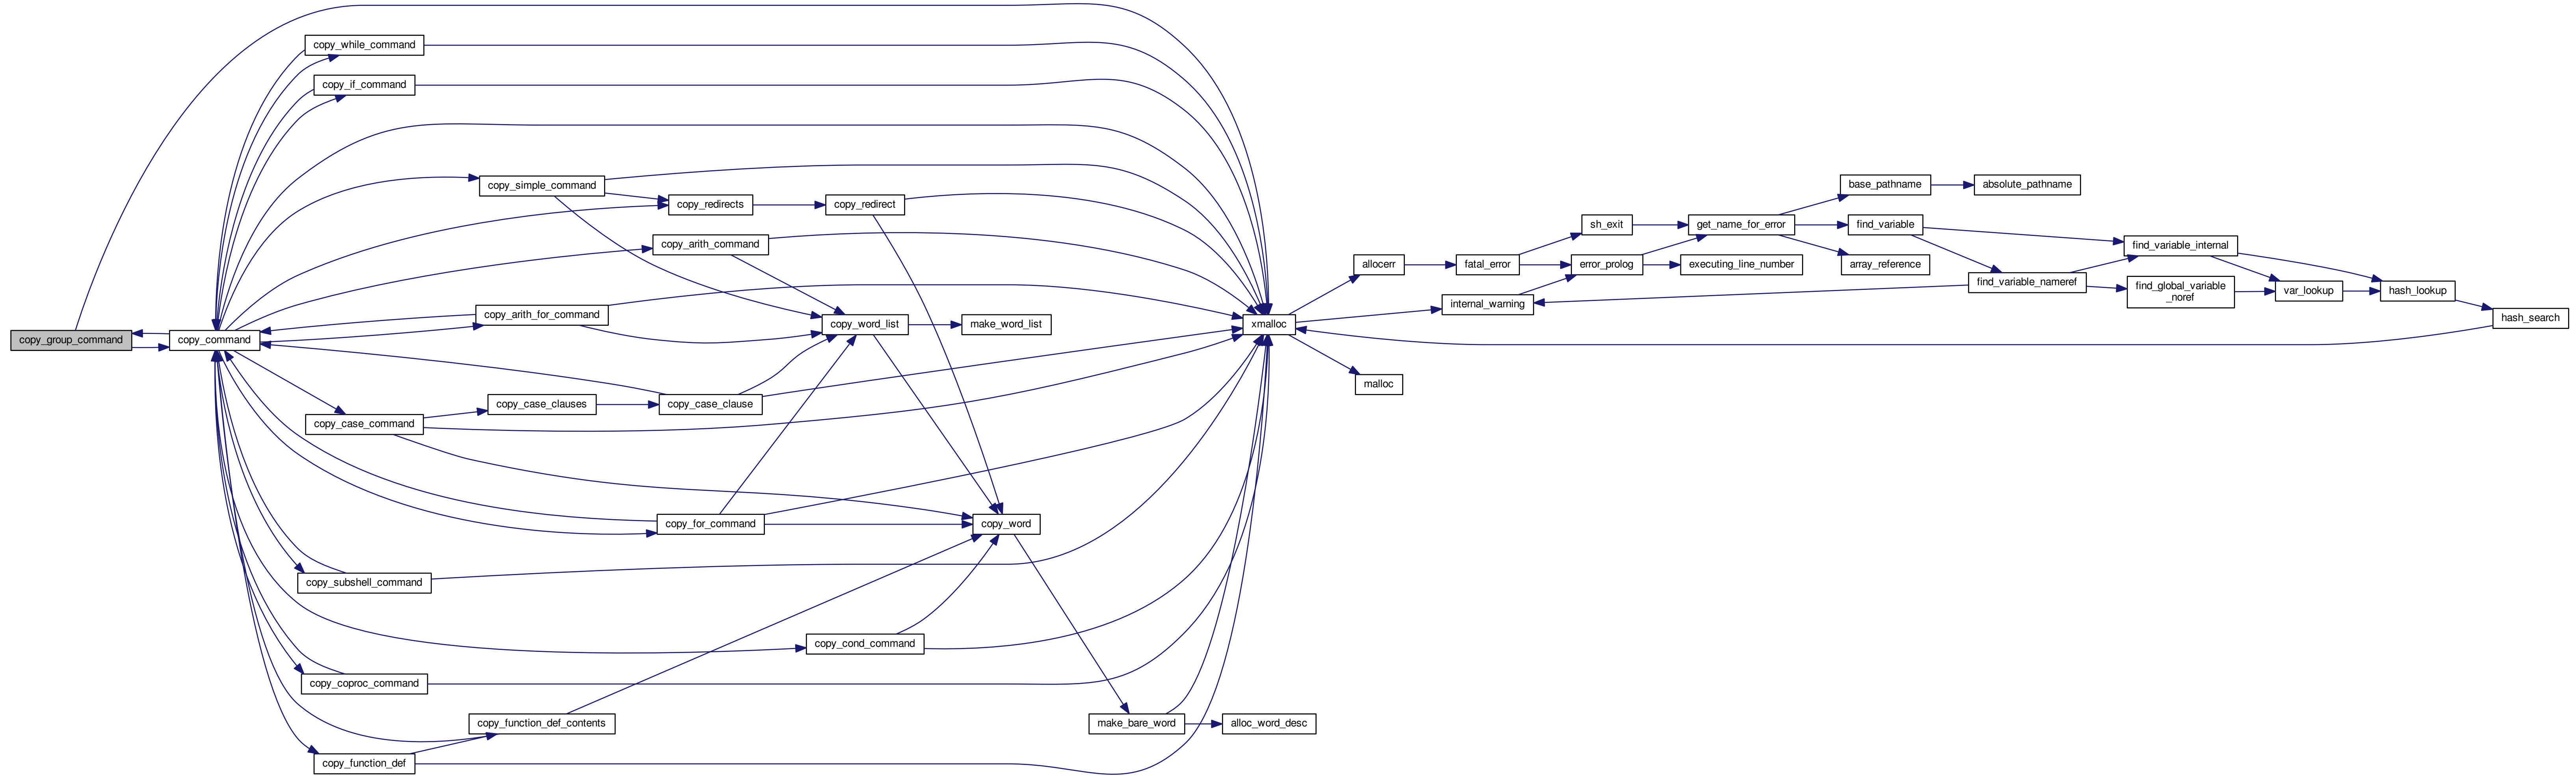 copy_while_command
copy_if_command
copy_simple_command
copy_redirects
copy_redirect
copy_arith_command
copy_arith_for_command
copy_word_list
make_word_list
copy_group_command
copy_command
copy_case_clauses
copy_case_clause
copy_case_command
copy_for_command
copy_word
copy_subshell_command
copy_cond_command
copy_coproc_command
copy_function_def_contents
make_bare_word
alloc_word_desc
copy_function_def
xmalloc
allocerr
malloc
fatal_error
internal_warning
sh_exit
error_prolog
get_name_for_error
executing_line_number
base_pathname
absolute_pathname
find_variable
array_reference
find_variable_nameref
find_variable_internal
find_global_variable
_noref
var_lookup
hash_lookup
hash_search